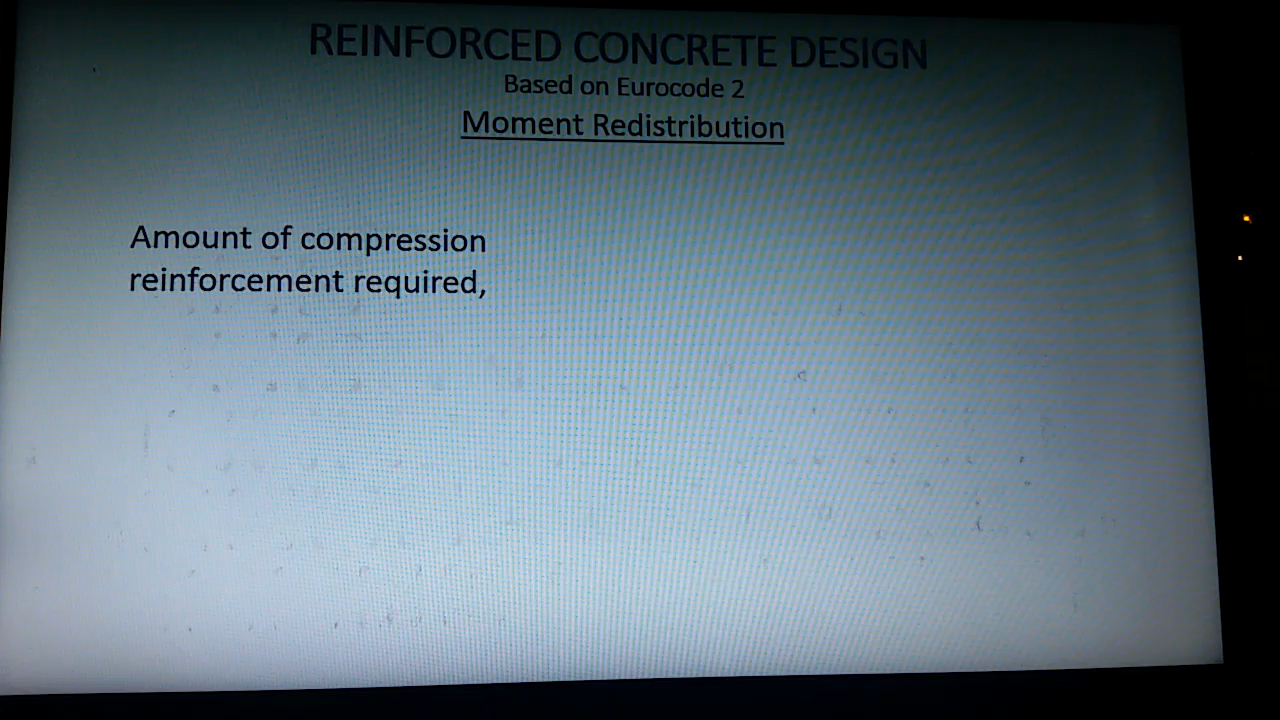 REINFORCED CONCRETE DESIGN
Based on Eurocode 2
Moment Redistribution
Amount of compression
reinforcement required,